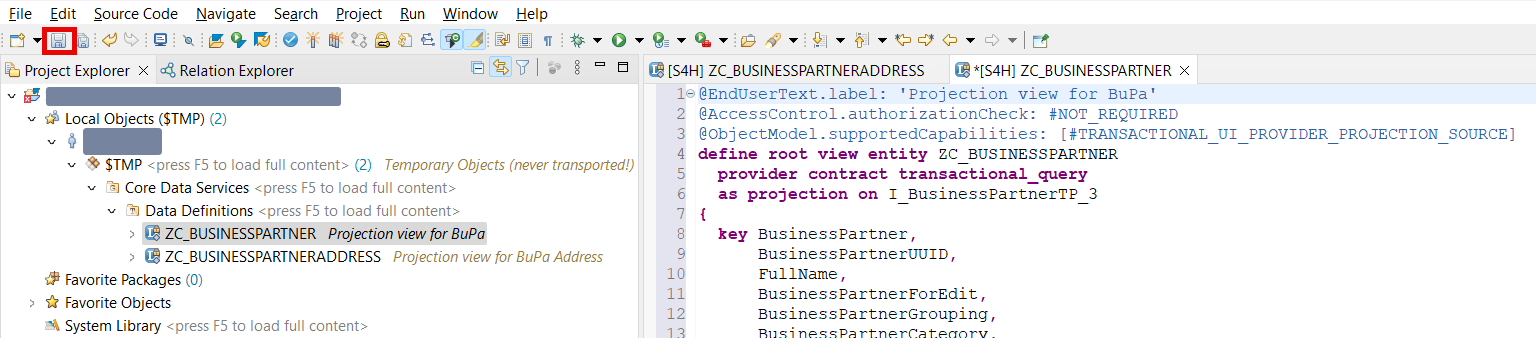 File Edit Source Code Navigate Search Project Run Window Help
Project Explorer Relation Explorer
Local Objects ($TMP) (2)
$TMP <press F5 to load full content> (2) Temporary Objects (never transported!)
Core Data Services <press F5 to load full content>
Data Definitions <press F5 to load full content>
ZC_BUSINESSPARTNER Projection view for BuPa
ZC_BUSINESSPARTNERADDRESS Projection view for BuPa Address
Favorite Packages (0)
Favorite Objects
System Library <press F5 to load full content>
[S4H] ZC_BUSINESSPARTNERADDRESS *[S4H] ZC_BUSINESSPARTNER
1 @EndUserText.label: 'Projection view for BuPa'
2 @AccessControl.authorizationCheck: #NOT_REQUIRED
3 @ObjectModel.supportedCapabilities: [#TRANSACTIONAL_UI_PROVIDER_PROJECTION_SOURCE]
4 define root view entity ZC_BUSINESSPARTNER
5 provider contract transactional_query
6 as projection on I_BusinessPartnerTP_3
7 {
8 key BusinessPartner,
9 BusinessPartnerUUID,
10 FullName,
11 BusinessPartnerForEdit,
12 BusinessPartnerGrouping,
13 BusinessPartnerCategory,